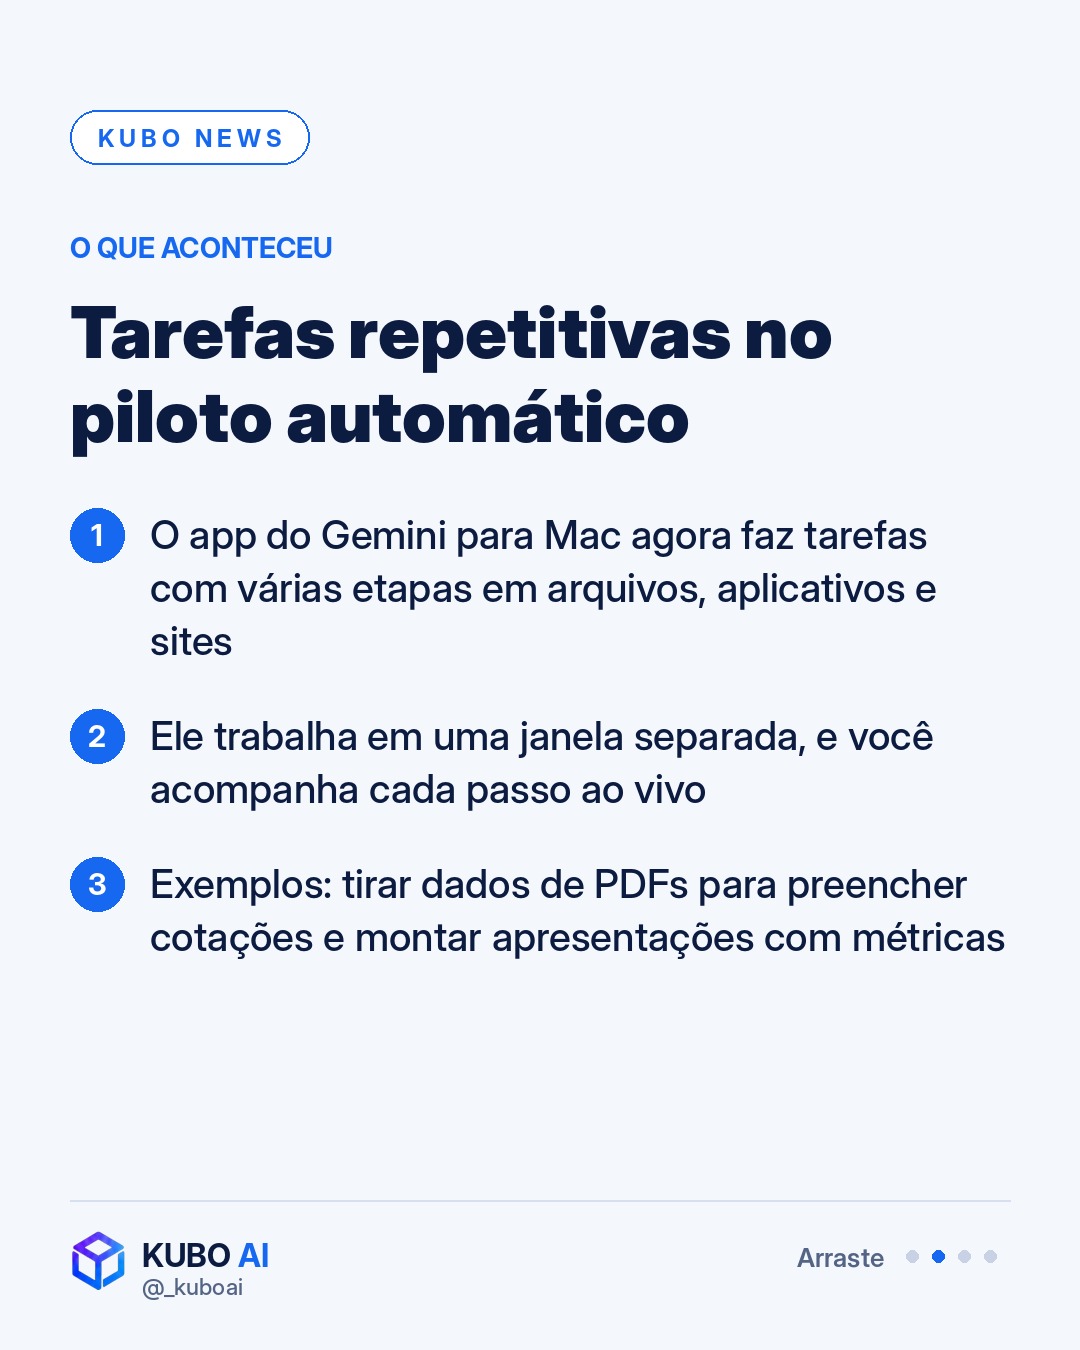 KUBO NEWS
O QUE ACONTECEU
Tarefas repetitivas no
piloto automático
1 O app do Gemini para Mac agora faz tarefas
com várias etapas em arquivos, aplicativos e
sites
2 Ele trabalha em uma janela separada, e você
acompanha cada passo ao vivo
3 Exemplos: tirar dados de PDFs para preencher
cotações e montar apresentações com métricas
KUBO AI
@_kuboai
Arraste